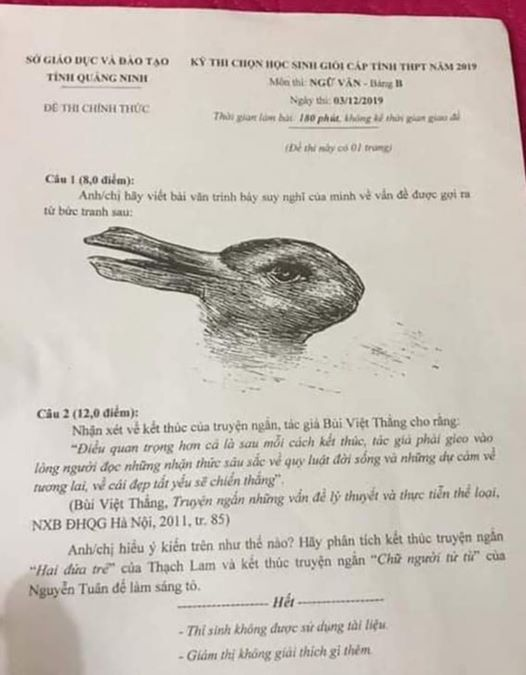 SỞ GIÁO DỤC VÀ ĐÀO TẠO
TỈNH QUẢNG NINH
ĐỀ THI CHÍNH THỨC
KỲ THI CHỌN HỌC SINH GIỎI CẤP TỈNH THPT NĂM 2019
Môn thi: NGỮ VĂN - Bảng B
Ngày thi: 03/12/2019
Thời gian làm bài: 180 phút, không kể thời gian giao đề
(Đề thi này có 01 trang)
Câu 1 (8,0 điểm):
Anh/chị hãy viết bài văn trình bày suy nghĩ của mình về vấn đề được gợi ra
từ bức tranh sau:
Câu 2 (12,0 điểm):
Nhận xét về kết thúc của truyện ngắn, tác giả Bùi Việt Thắng cho rằng:
“Điều quan trọng hơn cả là sau mỗi cách kết thúc, tác giả phải gieo vào
lòng người đọc những nhận thức sâu sắc về quy luật đời sống và những dự cảm về
tương lai, về cái đẹp tất yếu sẽ chiến thắng”.
(Bùi Việt Thắng, Truyện ngắn những vấn đề lý thuyết và thực tiễn thể loại,
NXB ĐHQG Hà Nội, 2011, tr. 85)
Anh/chị hiểu ý kiến trên như thế nào? Hãy phân tích kết thúc truyện ngắn
“Hai đứa trẻ” của Thạch Lam và kết thúc truyện ngắn “Chữ người tử tù” của
Nguyễn Tuân để làm sáng tỏ.
-------------------- Hết --------------------
- Thí sinh không được sử dụng tài liệu.
- Giám thị không giải thích gì thêm.